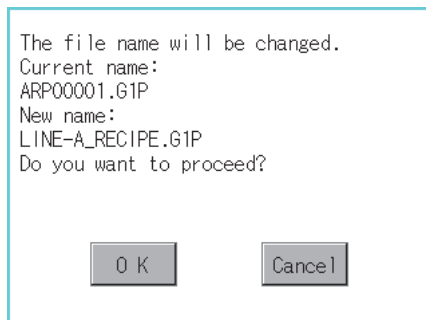 The file name will be changed.
Current name:
ARP00001.G1P
New name:
LINE-A_RECIPE.G1P
Do you want to proceed?
OK Cancel